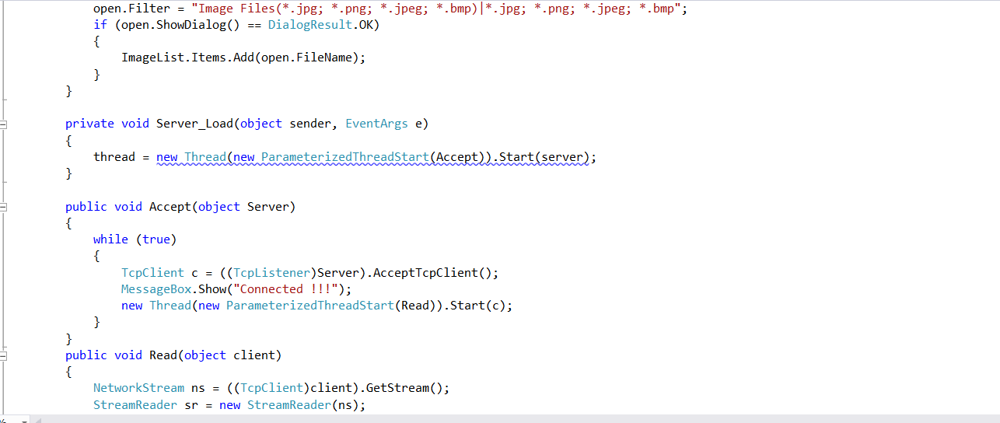 open.Filter = "Image Files(*.jpg; *.png; *.jpeg; *.bmp)|*.jpg; *.png; *.jpeg; *.bmp";
if (open.ShowDialog() == DialogResult.OK)
{
ImageList.Items.Add(open.FileName);
}
}
private void Server_Load(object sender, EventArgs e)
{
thread = new Thread(new ParameterizedThreadStart(Accept)).Start(server);
}
public void Accept(object Server)
{
while (true)
{
TcpClient c = ((TcpListener)Server).AcceptTcpClient();
MessageBox.Show("Connected !!!");
new Thread(new ParameterizedThreadStart(Read)).Start(c);
}
}
public void Read(object client)
{
NetworkStream ns = ((TcpClient)client).GetStream();
StreamReader sr = new StreamReader(ns);